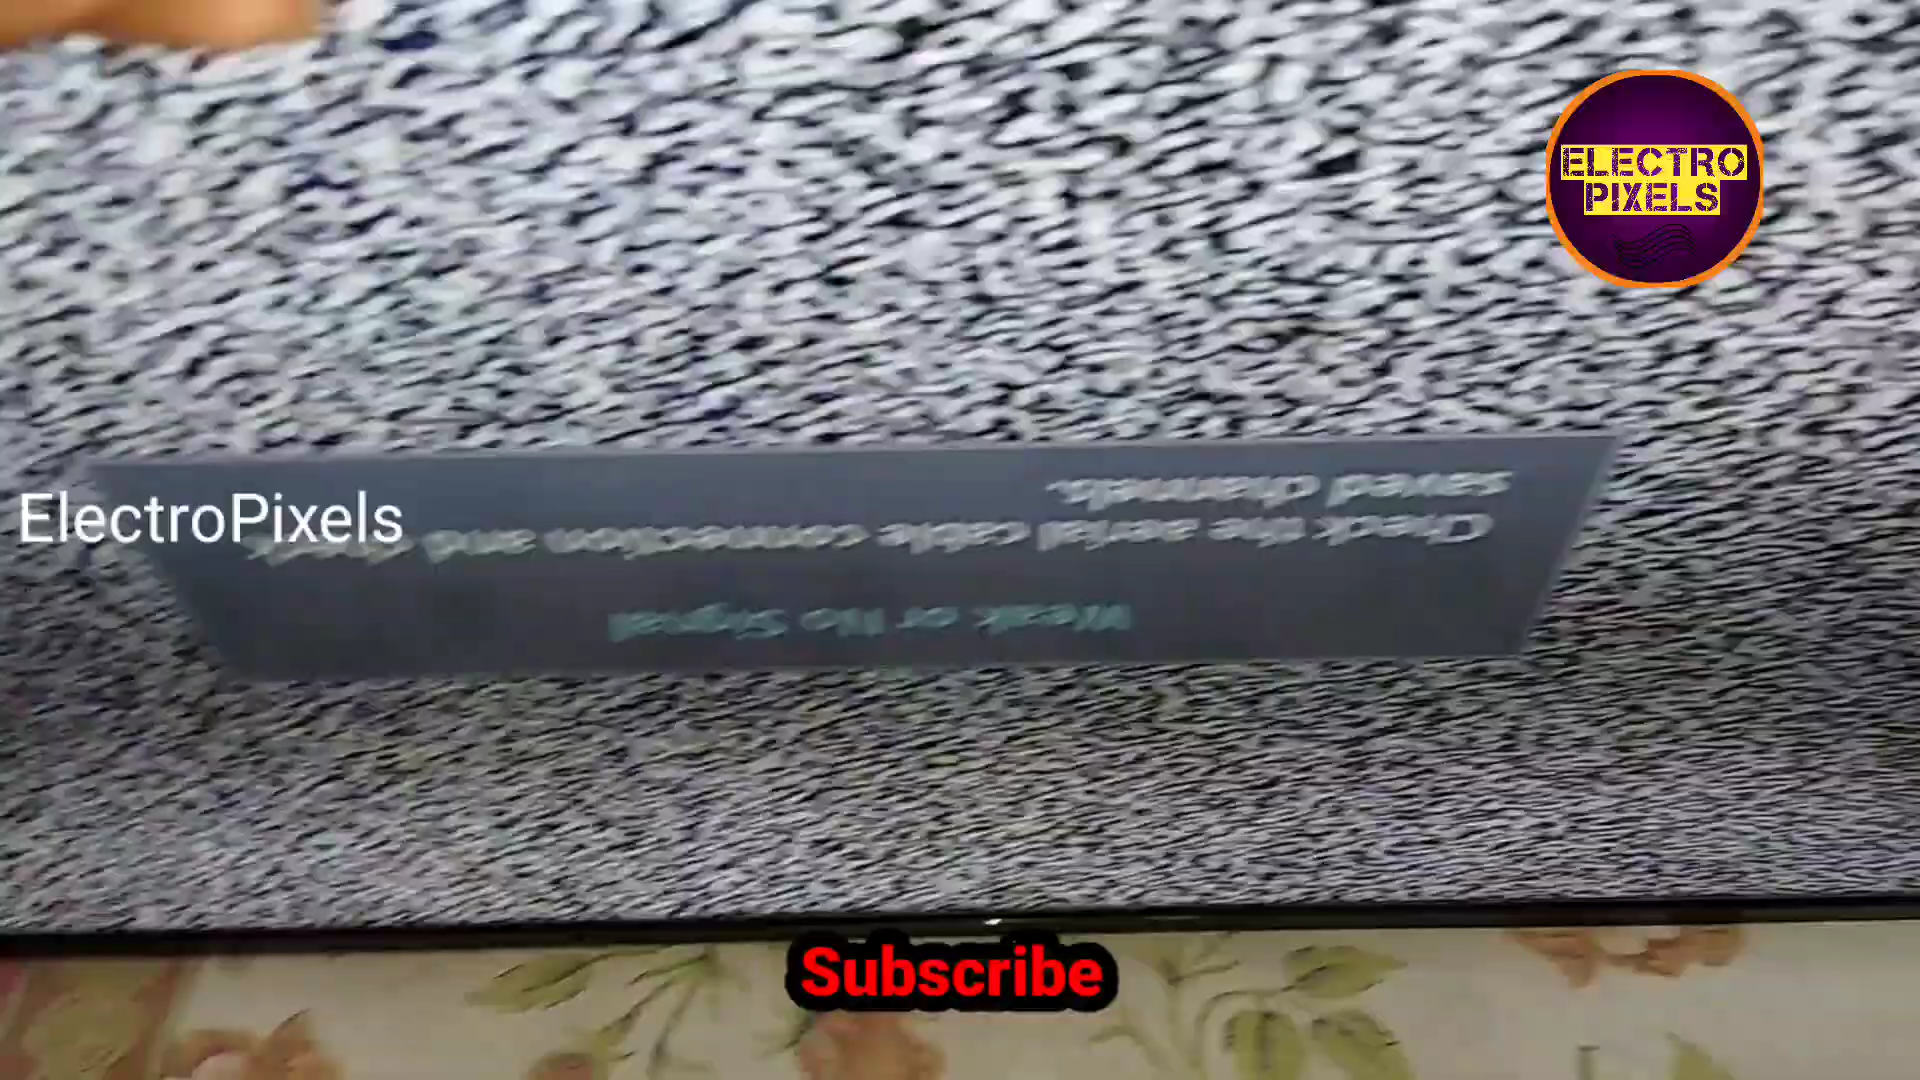 ELECTRO
PIXELS
ElectroPixels
Weak or No Signal
Check the aerial cable connection and check
saved channels.
Subscribe